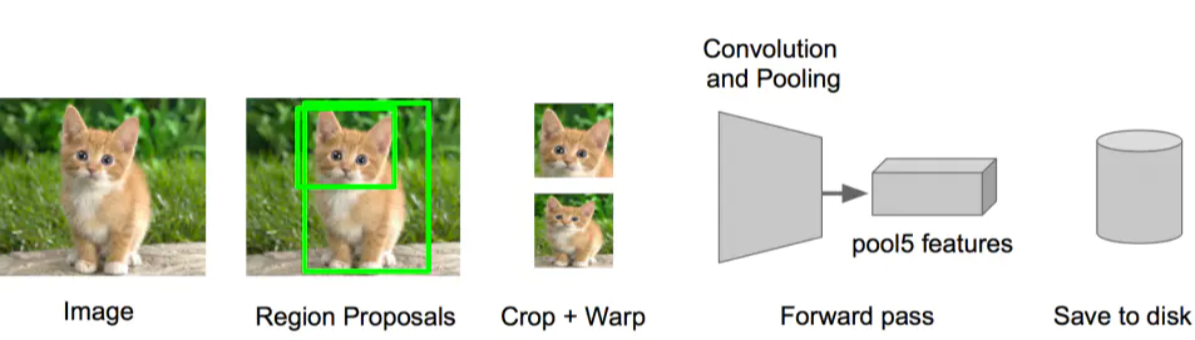 Convolution
and Pooling
pool5 features
Image
Region Proposals
Crop + Warp
Forward pass
Save to disk